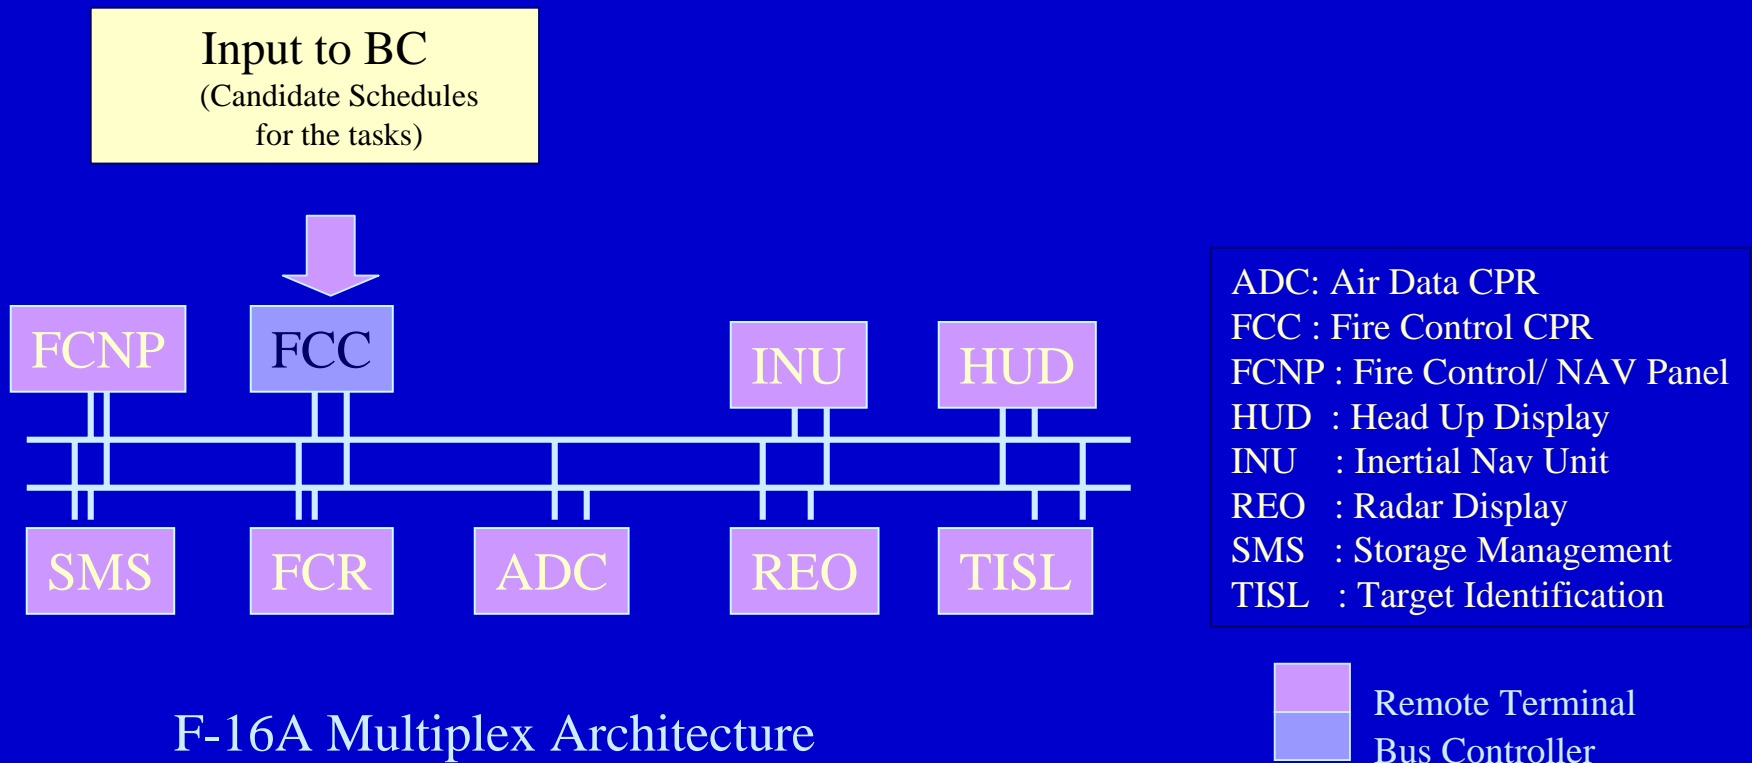 Input to BC
(Candidate Schedules
for the tasks)
FCNP
FCC
INU
HUD
SMS
FCR
ADC
REO
TISL
ADC: Air Data CPR
FCC : Fire Control CPR
FCNP : Fire Control/ NAV Panel
HUD : Head Up Display
INU : Inertial Nav Unit
REO : Radar Display
SMS : Storage Management
TISL : Target Identification
Remote Terminal
Bus Controller
F-16A Multiplex Architecture